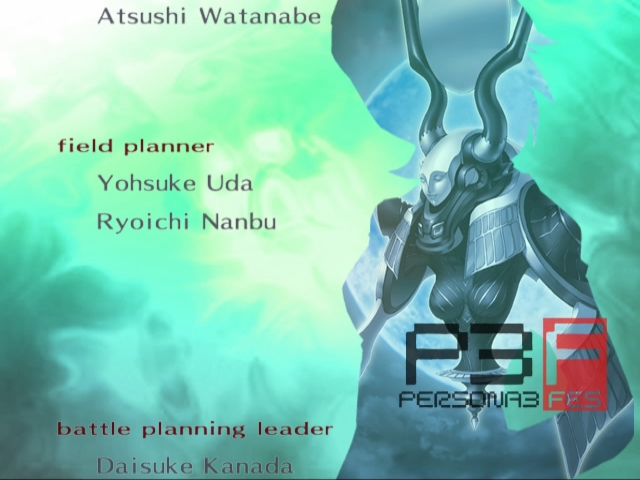 Atsushi Watanabe
field planner
Yohsuke Uda
Ryoichi Nanbu
P3F
PERSONA3 FES
battle planning leader
Daisuke Kanada